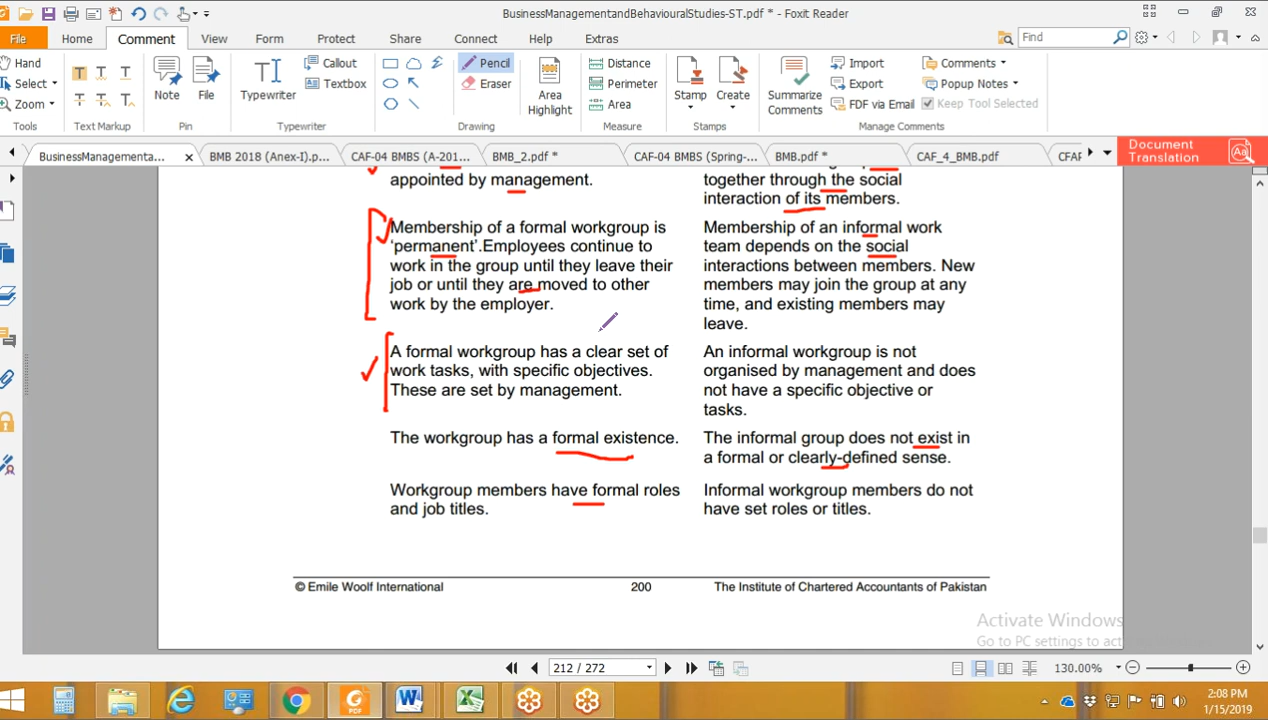 BusinessManagementandBehaviouralStudies-ST.pdf * - Foxit Reader
File Home Comment View Form Protect Share Connect Help Extras
Find
Hand
Select
Zoom
Tools
T T T
T T T
Text Markup
Note
File
Pin
Typewriter
Callout
Textbox
Typewriter
Pencil
Eraser
Drawing
Area
Highlight
Distance
Perimeter
Area
Measure
Stamp
Create
Stamps
Summarize
Comments
Import
Export
FDF via Email
Comments
Popup Notes
Keep Tool Selected
Manage Comments
BusinessManagementa...
BMB 2018 (Anex-I).p...
CAF-04 BMBS (A-201...
BMB_2.pdf *
CAF-04 BMBS (Spring-...
BMB.pdf *
CAF_4_BMB.pdf
CFAF
Document
Translation
appointed by management.
together through the social
interaction of its members.
Membership of a formal workgroup is
‘permanent’.Employees continue to
work in the group until they leave their
job or until they are moved to other
work by the employer.
Membership of an informal work
team depends on the social
interactions between members. New
members may join the group at any
time, and existing members may
leave.
A formal workgroup has a clear set of
work tasks, with specific objectives.
These are set by management.
An informal workgroup is not
organised by management and does
not have a specific objective or
tasks.
The workgroup has a formal existence.
The informal group does not exist in
a formal or clearly-defined sense.
Workgroup members have formal roles
and job titles.
Informal workgroup members do not
have set roles or titles.
© Emile Woolf International 200 The Institute of Chartered Accountants of Pakistan
Activate Windows
Go to PC settings to act
212 / 272
130.00%
2:08 PM
1/15/2019